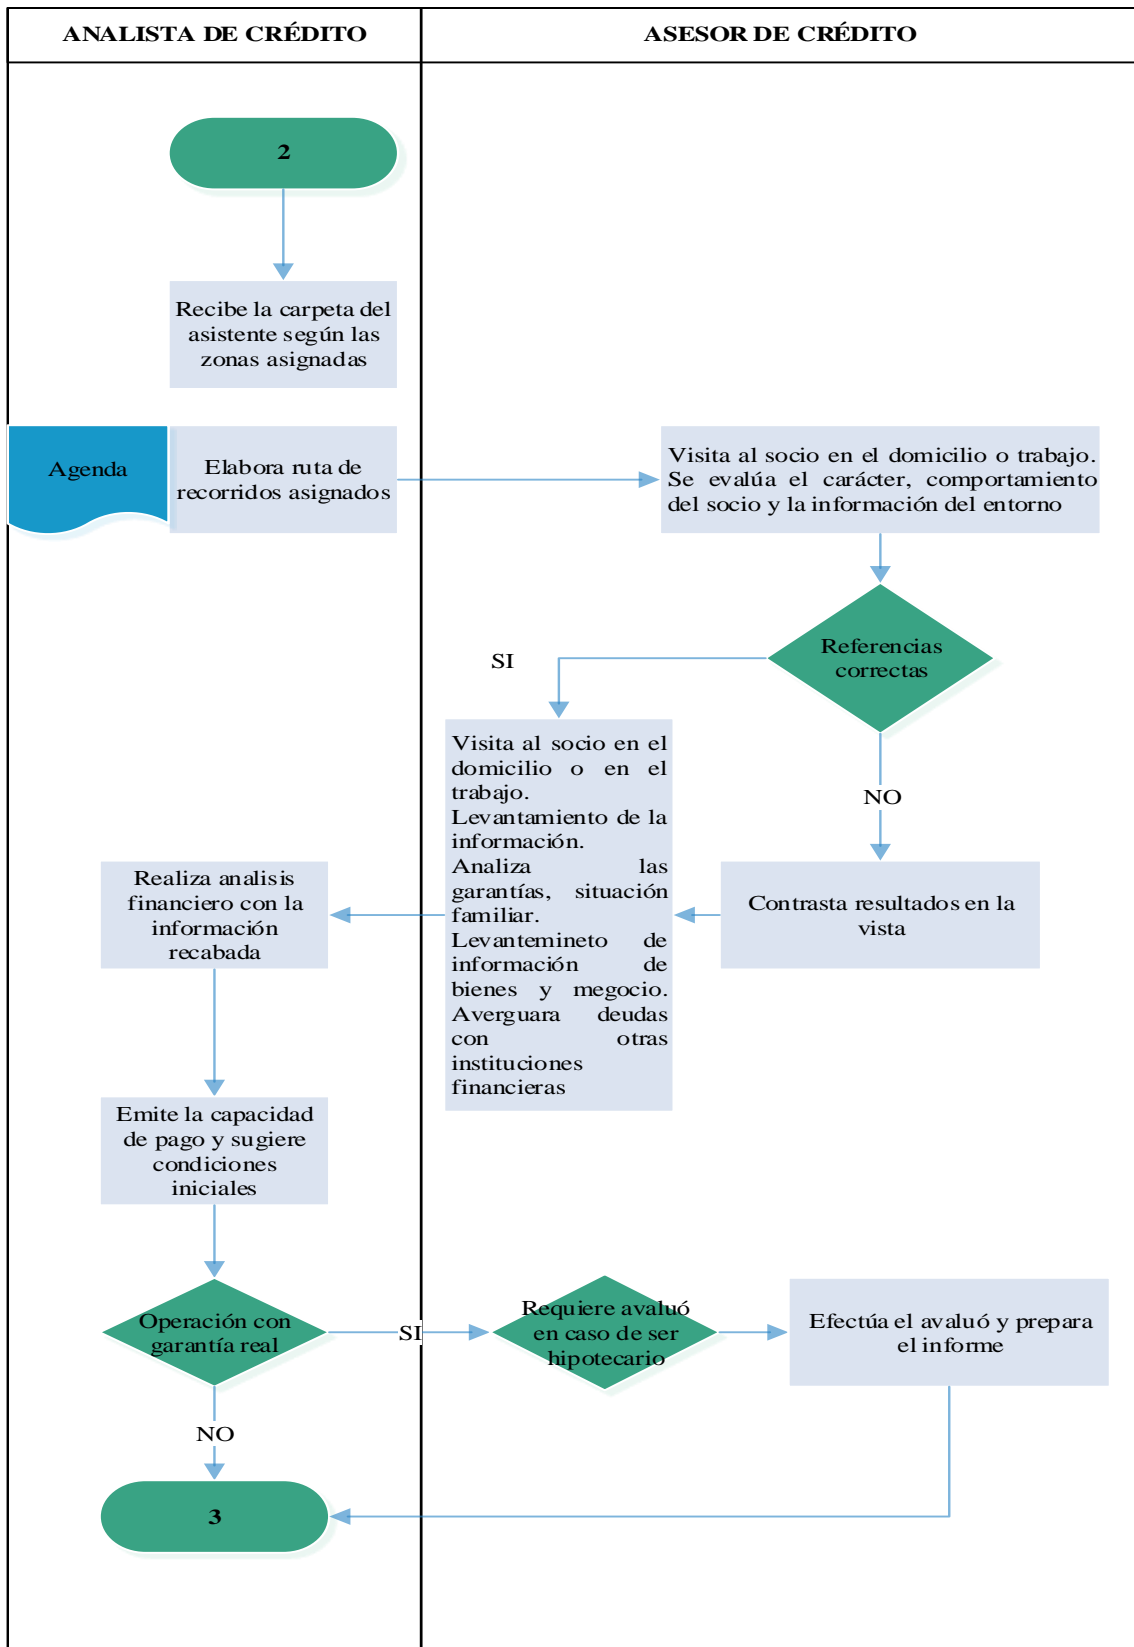 ANALISTA DE CRÉDITO
ASESOR DE CRÉDITO
2
Recibe la carpeta del
asistente según las
zonas asignadas
Agenda
Elabora ruta de
recorridos asignados
Visita al socio en el domicilio o trabajo.
Se evalúa el carácter, comportamiento
del socio y la información del entorno
Referencias
correctas
SI
NO
Visita al socio en el
domicilio o en el
trabajo.
Levantamiento de la
información.
Analiza las
garantías, situación
familiar.
Levantemineto de
información de
bienes y megocio.
Averguara deudas
con otras
instituciones
financieras
Contrasta resultados en la
vista
Realiza analisis
financiero con la
información
recabada
Emite la capacidad
de pago y sugiere
condiciones
iniciales
Operación con
garantía real
SI
Requiere avaluó
en caso de ser
hipotecario
Efectúa el avaluó y prepara
el informe
NO
3